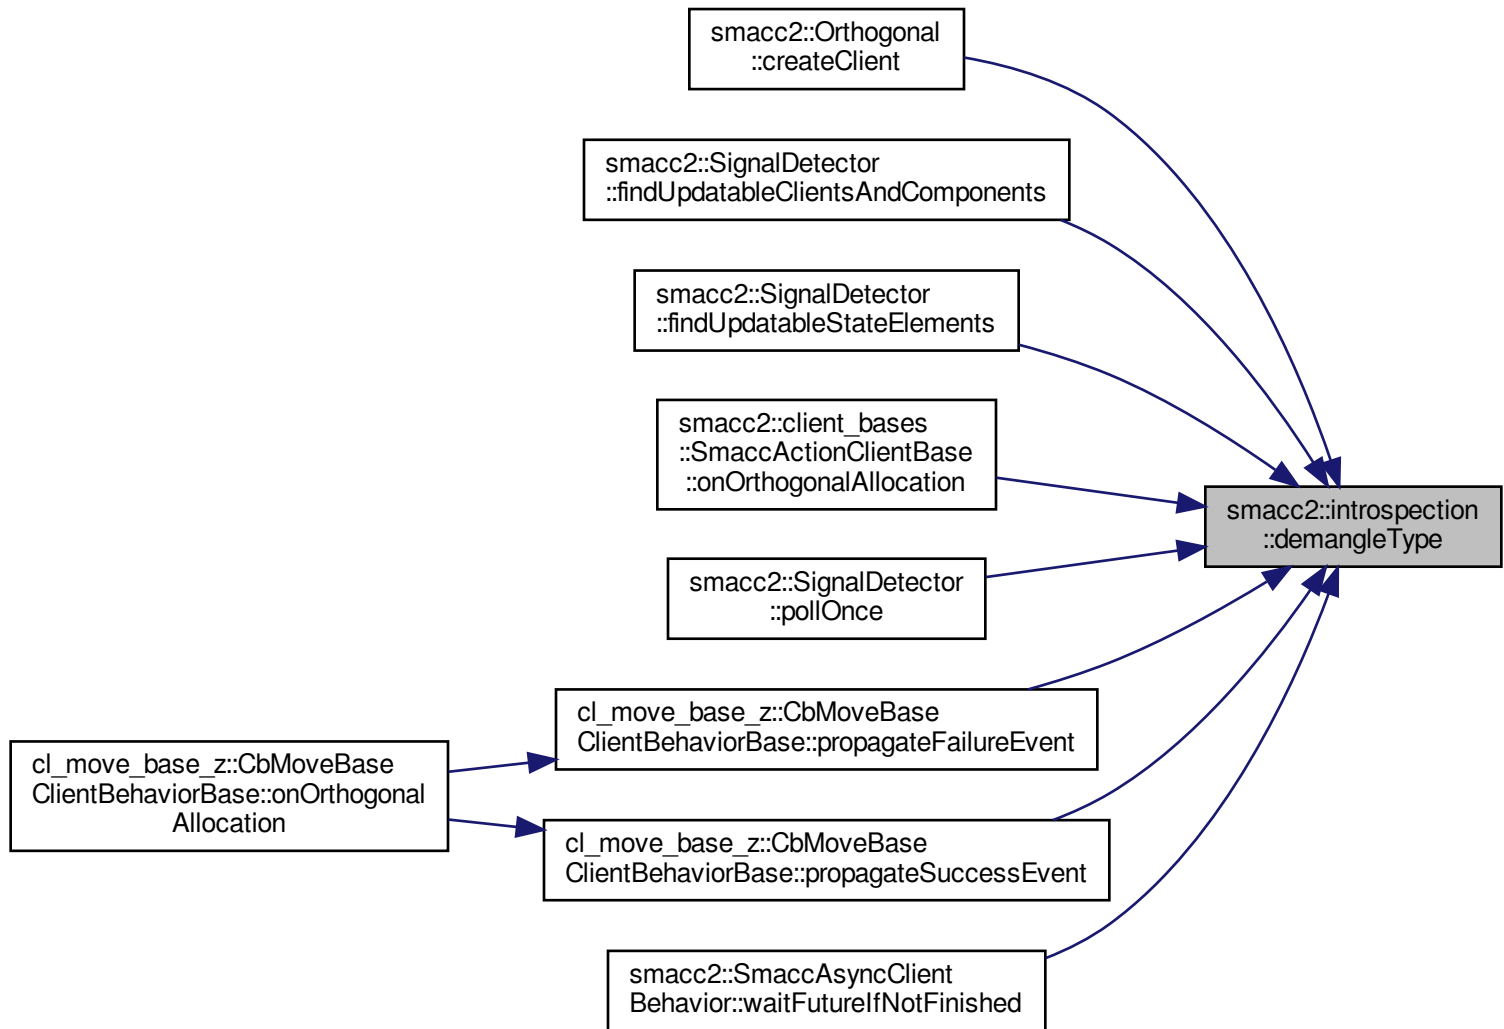 smacc2::Orthogonal
::createClient
smacc2::SignalDetector
::findUpdatableClientsAndComponents
smacc2::SignalDetector
::findUpdatableStateElements
smacc2::client_bases
::SmaccActionClientBase
::onOrthogonalAllocation
smacc2::introspection
::demangleType
smacc2::SignalDetector
::pollOnce
cl_move_base_z::CbMoveBase
ClientBehaviorBase::propagateFailureEvent
cl_move_base_z::CbMoveBase
ClientBehaviorBase::onOrthogonal
Allocation
cl_move_base_z::CbMoveBase
ClientBehaviorBase::propagateSuccessEvent
smacc2::SmaccAsyncClient
Behavior::waitFutureIfNotFinished